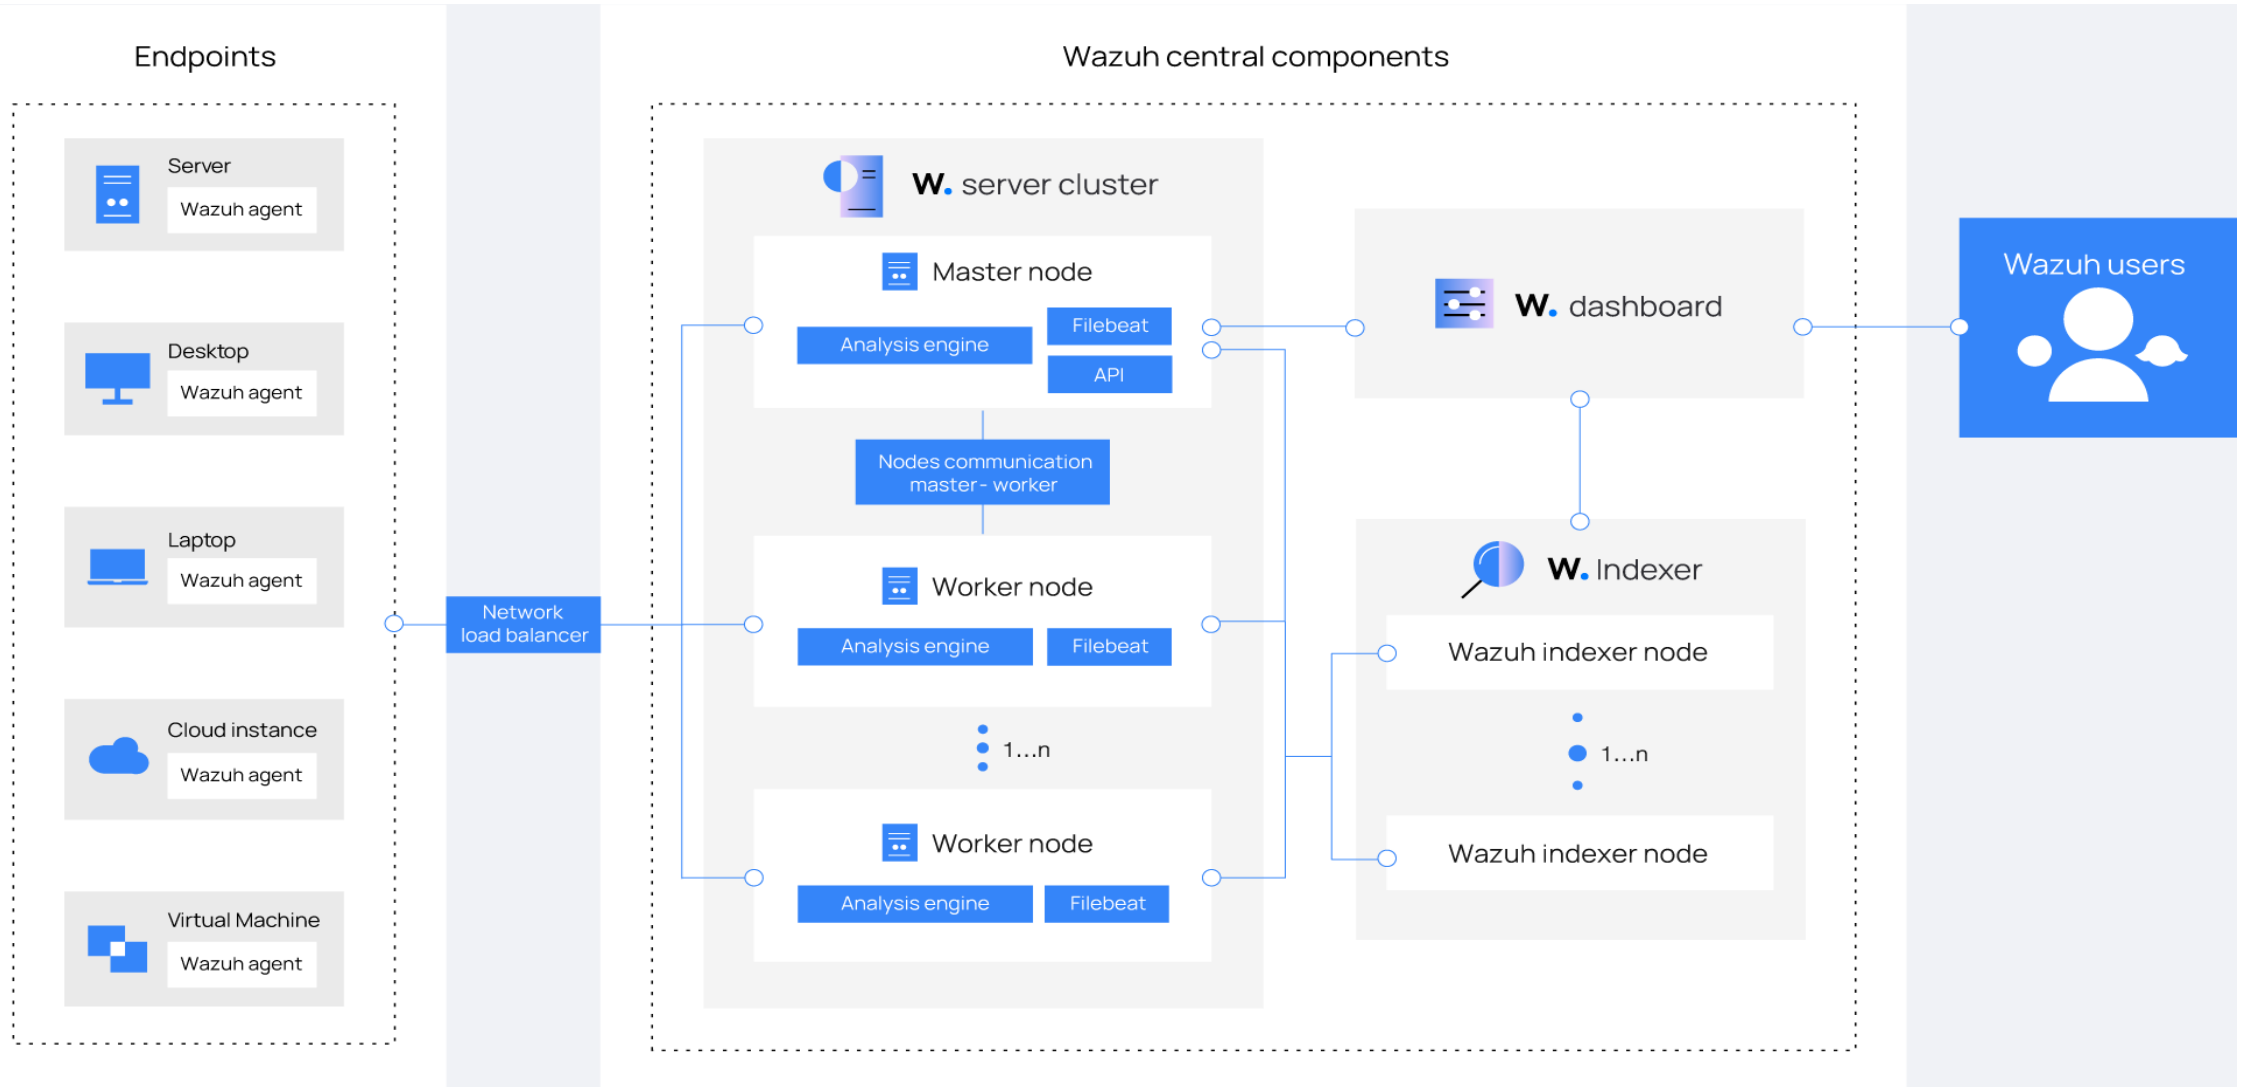 Endpoints
Server
Wazuh agent
Desktop
Wazuh agent
Laptop
Wazuh agent
Cloud instance
Wazuh agent
Virtual Machine
Wazuh agent
Network
load balancer
Wazuh central components
W. server cluster
Master node
Analysis engine
Filebeat
API
Nodes communication
master- worker
Worker node
Analysis engine
Filebeat
1...n
Worker node
Analysis engine
Filebeat
W. dashboard
W. Indexer
Wazuh indexer node
1...n
Wazuh indexer node
Wazuh users